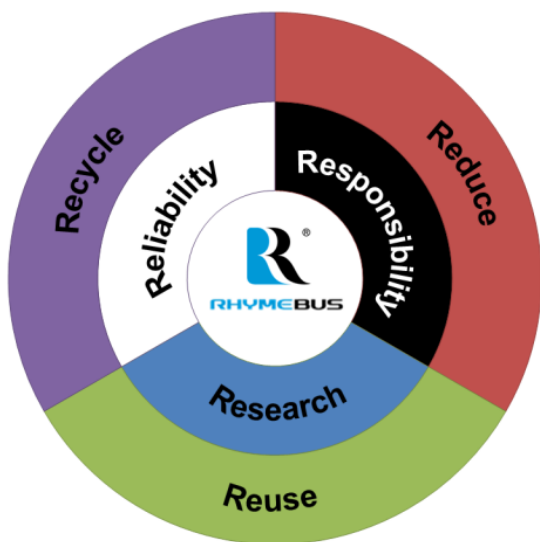 Recycle
Reduce
Reliability
Responsibility
R ®
RHYMEBUS
Research
Reuse